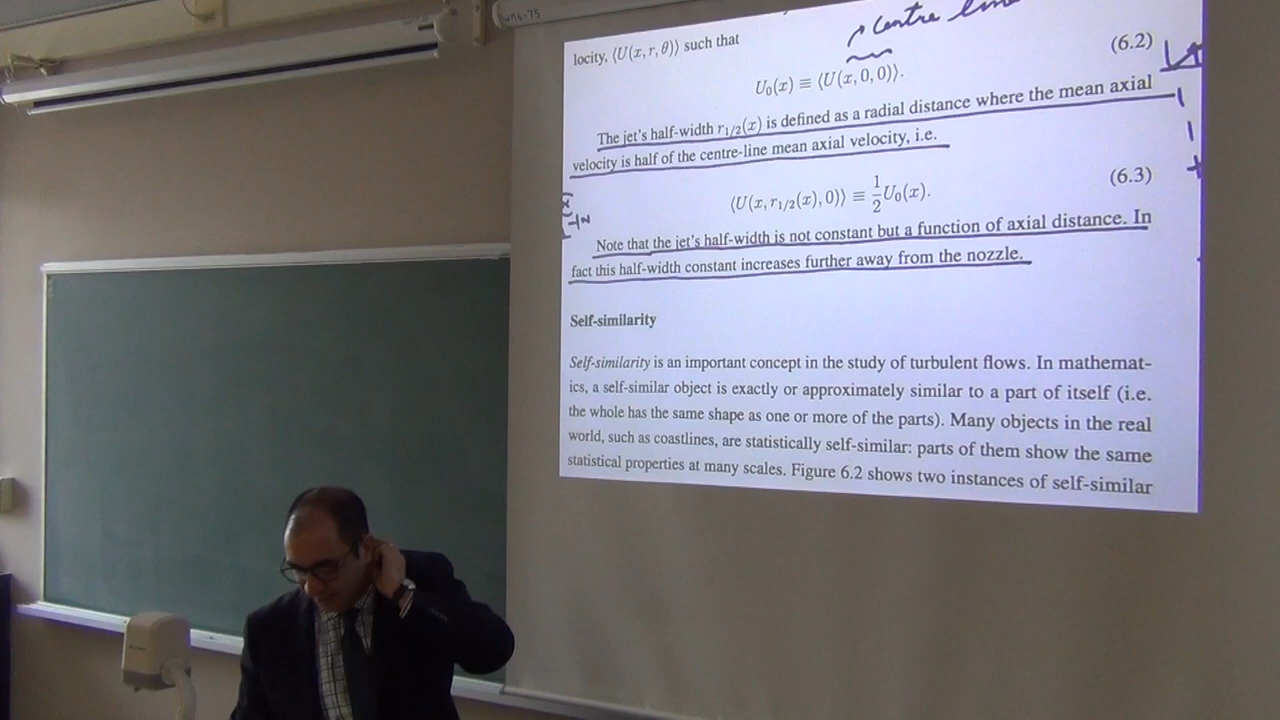 UMG-75
centre line
locity, ⟨U(x, r, θ)⟩ such that
U₀(x) ≡ ⟨U(x, 0, 0)⟩. (6.2)
The jet's half-width r₁/₂(x) is defined as a radial distance where the mean axial
velocity is half of the centre-line mean axial velocity, i.e.
⟨U(x, r₁/₂(x), 0)⟩ ≡ ½U₀(x). (6.3)
Note that the jet's half-width is not constant but a function of axial distance. In
fact this half-width constant increases further away from the nozzle.
Self-similarity
Self-similarity is an important concept in the study of turbulent flows. In mathemat-
ics, a self-similar object is exactly or approximately similar to a part of itself (i.e.
the whole has the same shape as one or more of the parts). Many objects in the real
world, such as coastlines, are statistically self-similar: parts of them show the same
statistical properties at many scales. Figure 6.2 shows two instances of self-similar